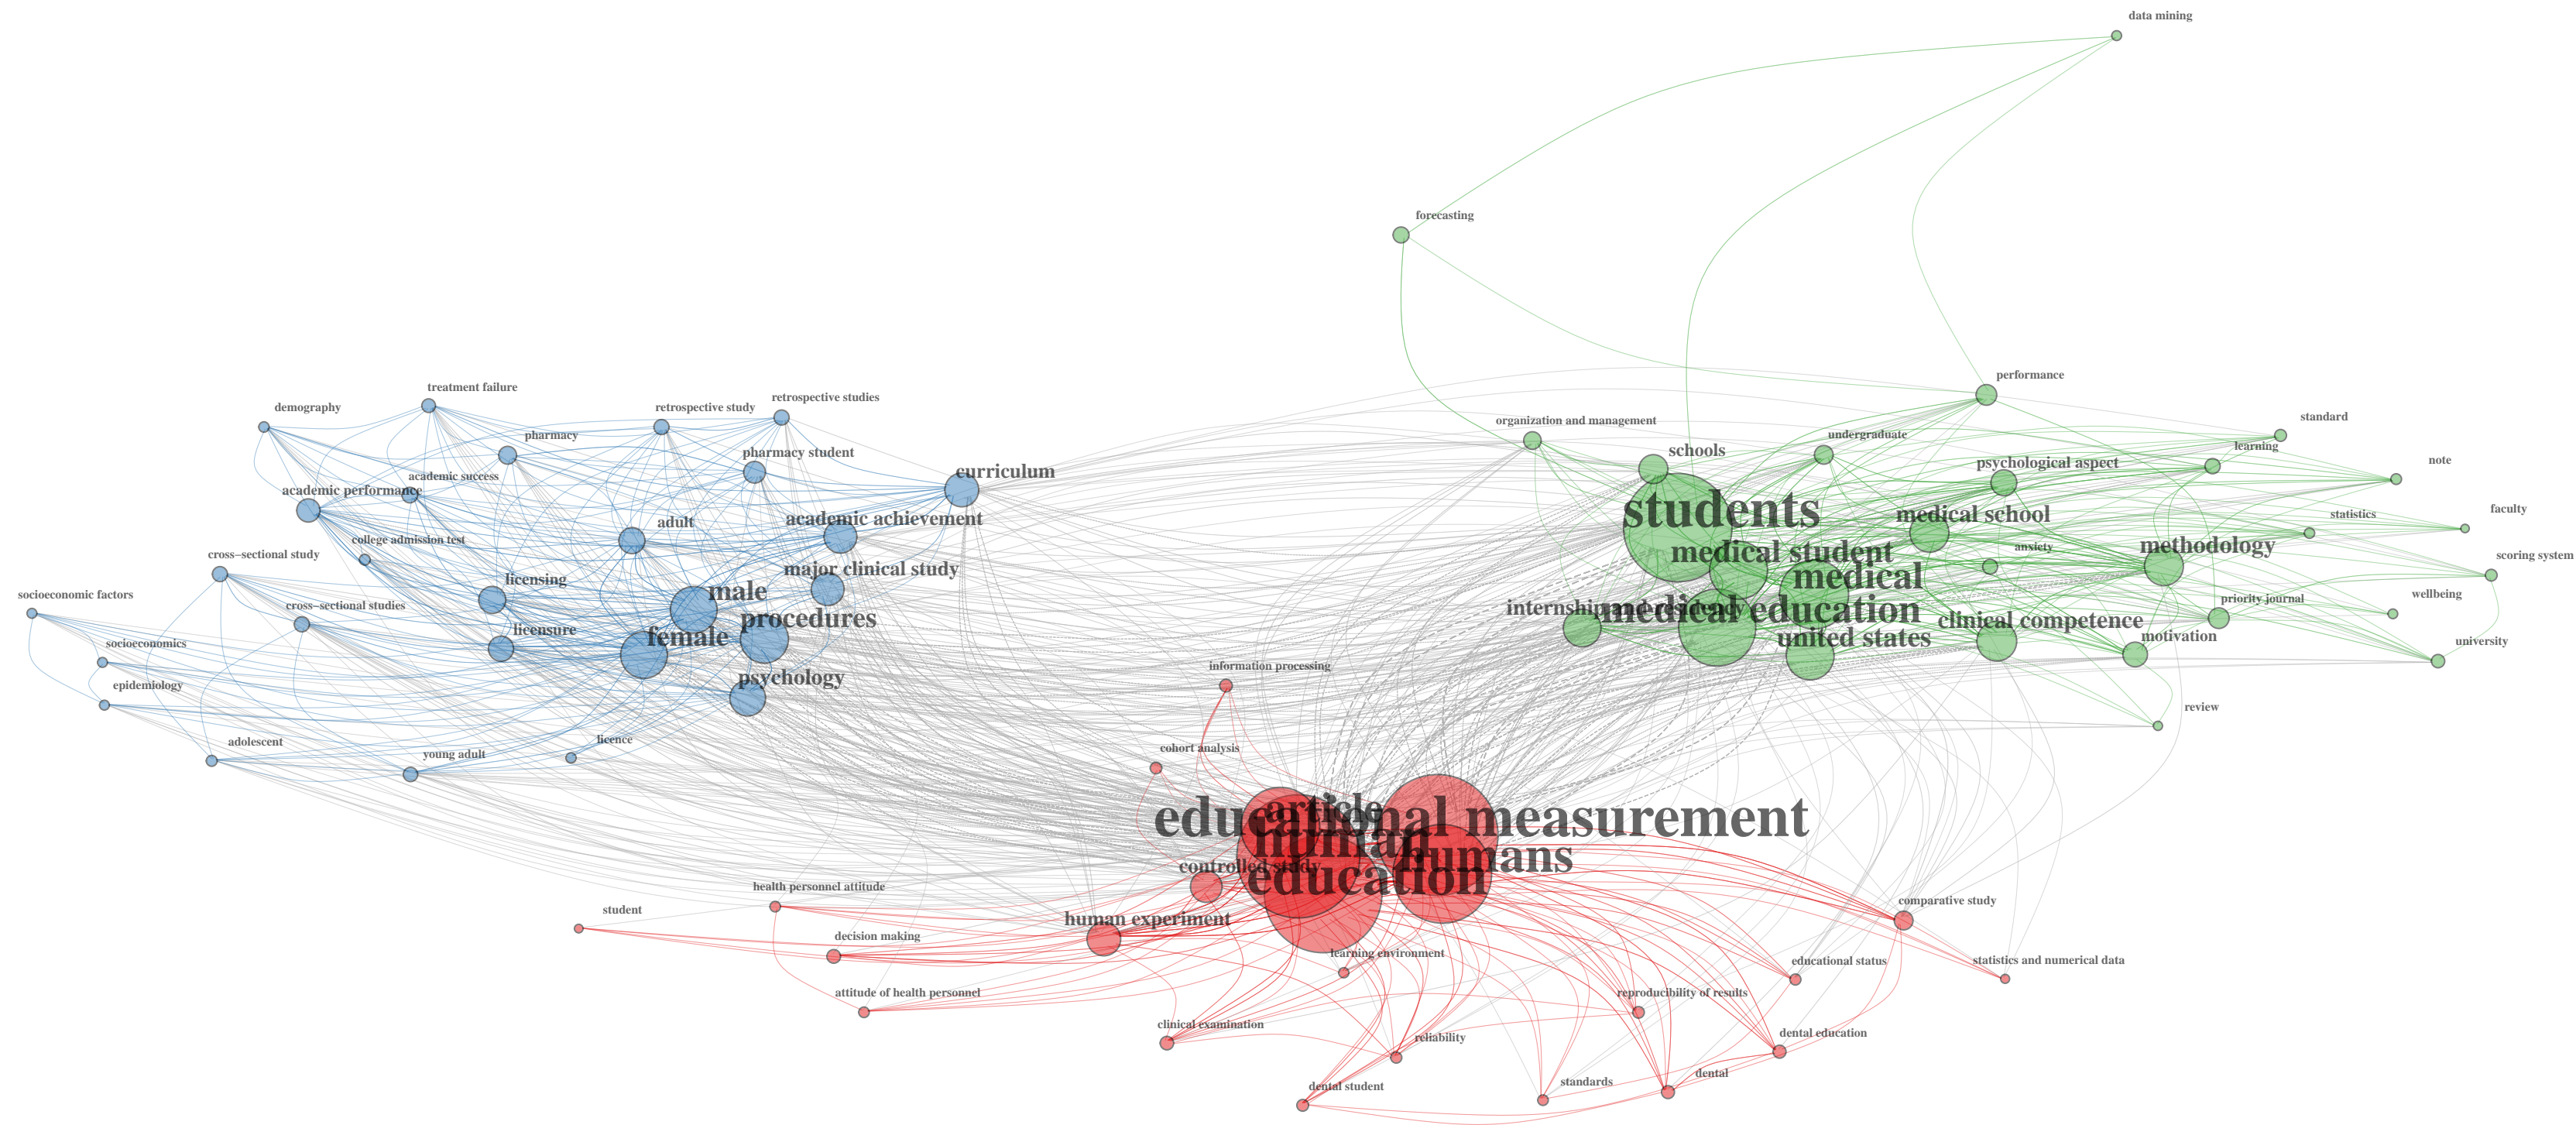 data mining
forecasting
performance
treatment failure
retrospective studies
demography
retrospective study
organization and management
standard
pharmacy
undergraduate
learning
pharmacy student
schools
note
curriculum
psychological aspect
academic success
academic performance
students
medical school
faculty
statistics
adult
academic achievement
college admission test
anxiety
methodology
cross-sectional study
medical student
scoring system
licensing
major clinical study
medical
socioeconomic factors
male
wellbeing
cross-sectional studies
internship and residency
medical education
priority journal
procedures
clinical competence
licensure
female
united states
motivation
socioeconomics
university
information processing
epidemiology
psychology
review
adolescent
licence
young adult
cohort analysis
article
educational measurement
human
humans
controlled study
education
health personnel attitude
comparative study
student
human experiment
decision making
learning environment
educational status
statistics and numerical data
attitude of health personnel
reproducibility of results
clinical examination
reliability
dental education
dental student
standards
dental